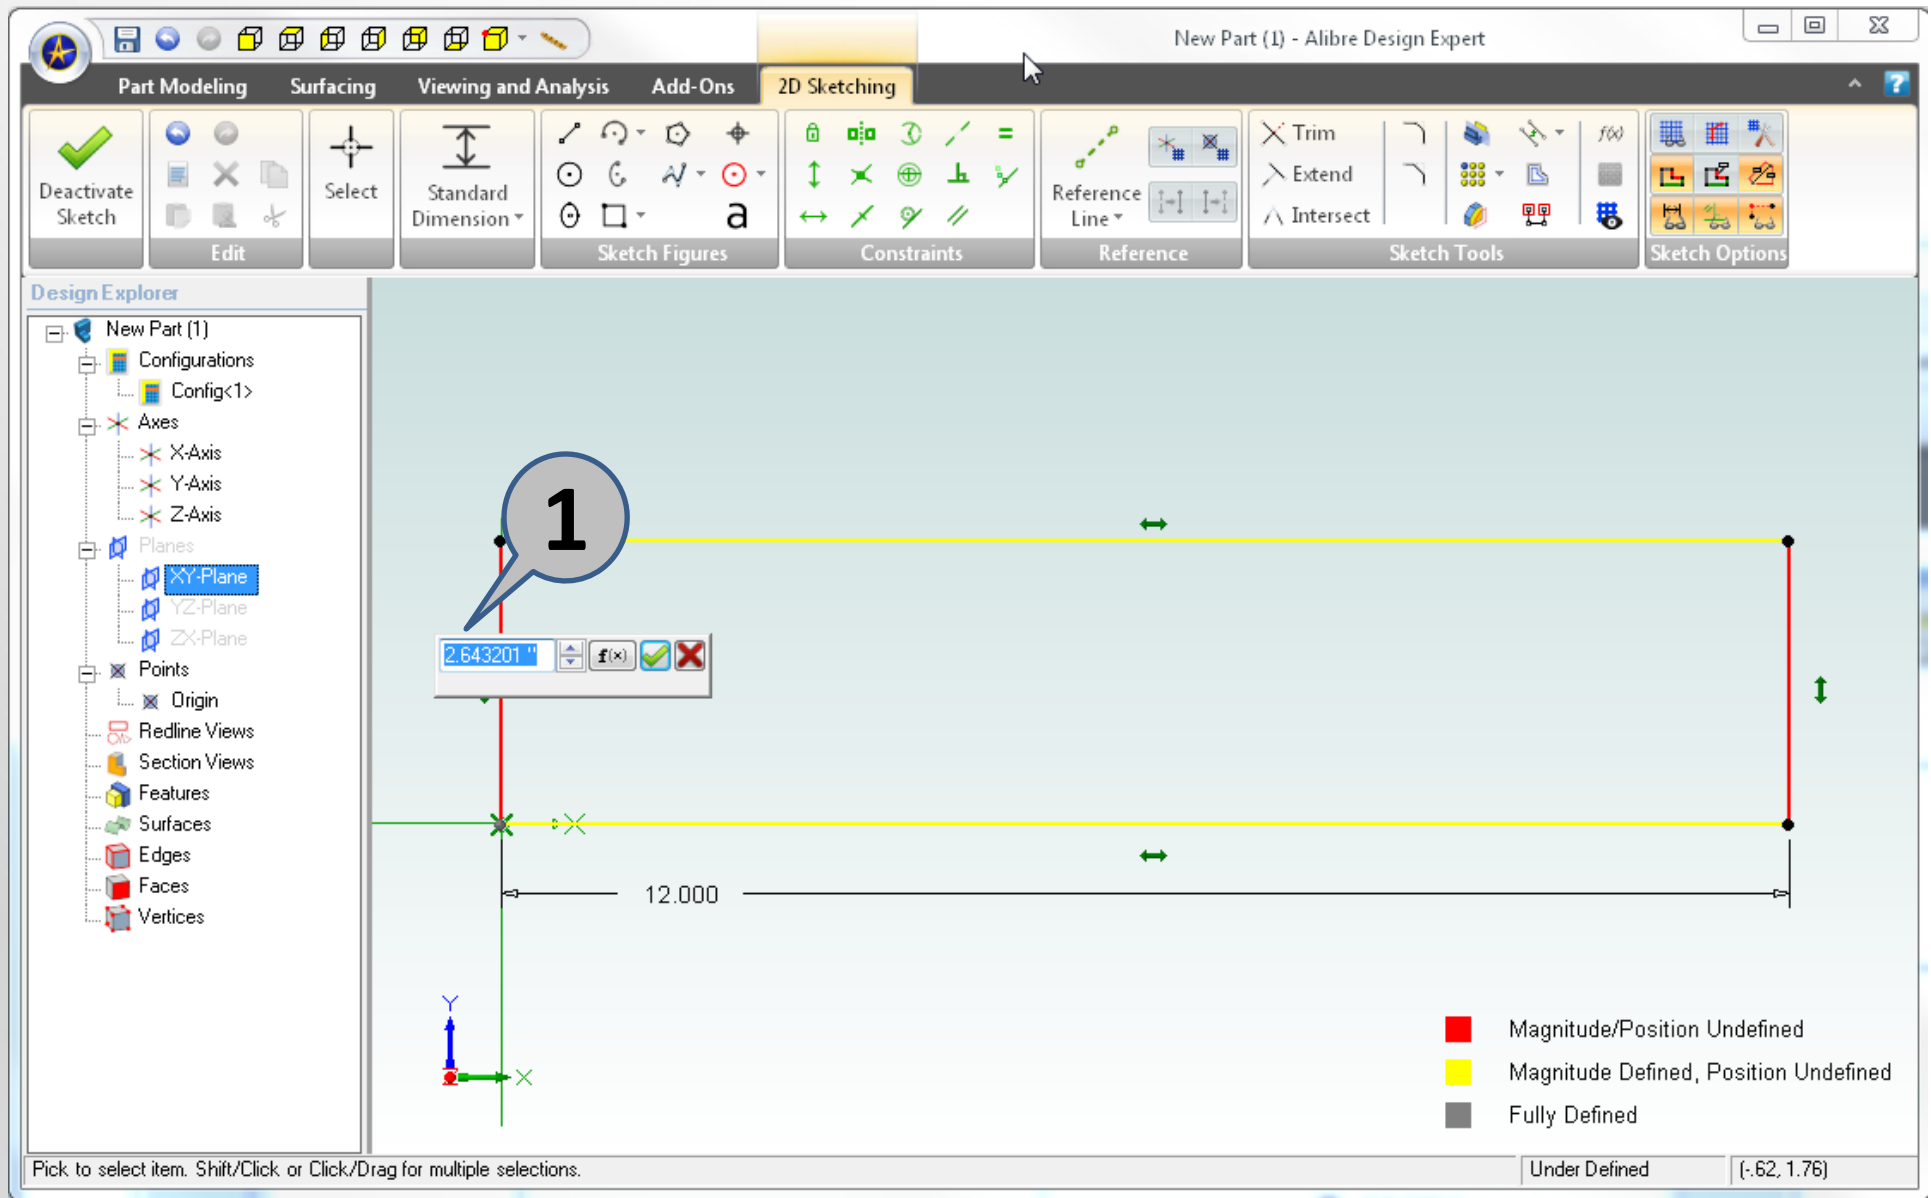 New Part (1) - Alibre Design Expert
Part Modeling Surfacing Viewing and Analysis Add-Ons 2D Sketching
Deactivate
Sketch
Edit
Select
Standard
Dimension
a
Sketch Figures
Constraints
Reference
Line
Reference
Trim
Extend
Intersect
f(x)
Sketch Tools
Sketch Options
Design Explorer
New Part (1)
Configurations
Config<1>
Axes
X-Axis
Y-Axis
Z-Axis
Planes
XY-Plane
YZ-Plane
ZX-Plane
Points
Origin
Redline Views
Section Views
Features
Surfaces
Edges
Faces
Vertices
1
2.643201 "
f(x)
X
12.000
Y
Z
X
Magnitude/Position Undefined
Magnitude Defined, Position Undefined
Fully Defined
Pick to select item. Shift/Click or Click/Drag for multiple selections.
Under Defined
(-.62, 1.76)